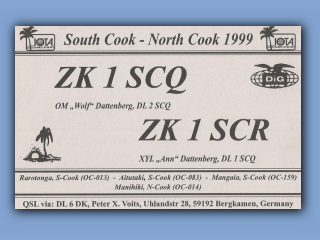 IOTA South Cook - North Cook 1999 IOTA
ZK 1 SCQ
DIG
OM „Wolf“ Dattenberg, DL 2 SCQ
ZK 1 SCR
XYL „Ann“ Dattenberg, DL 1 SCQ
Rarotonga, S-Cook (OC-013) - Aitutaki, S-Cook (OC-083) - Mangaia, S-Cook (OC-159)
Manihiki, N-Cook (OC-014)
QSL via: DL 6 DK, Peter X. Voits, Uhlandstr 28, 59192 Bergkamen, Germany